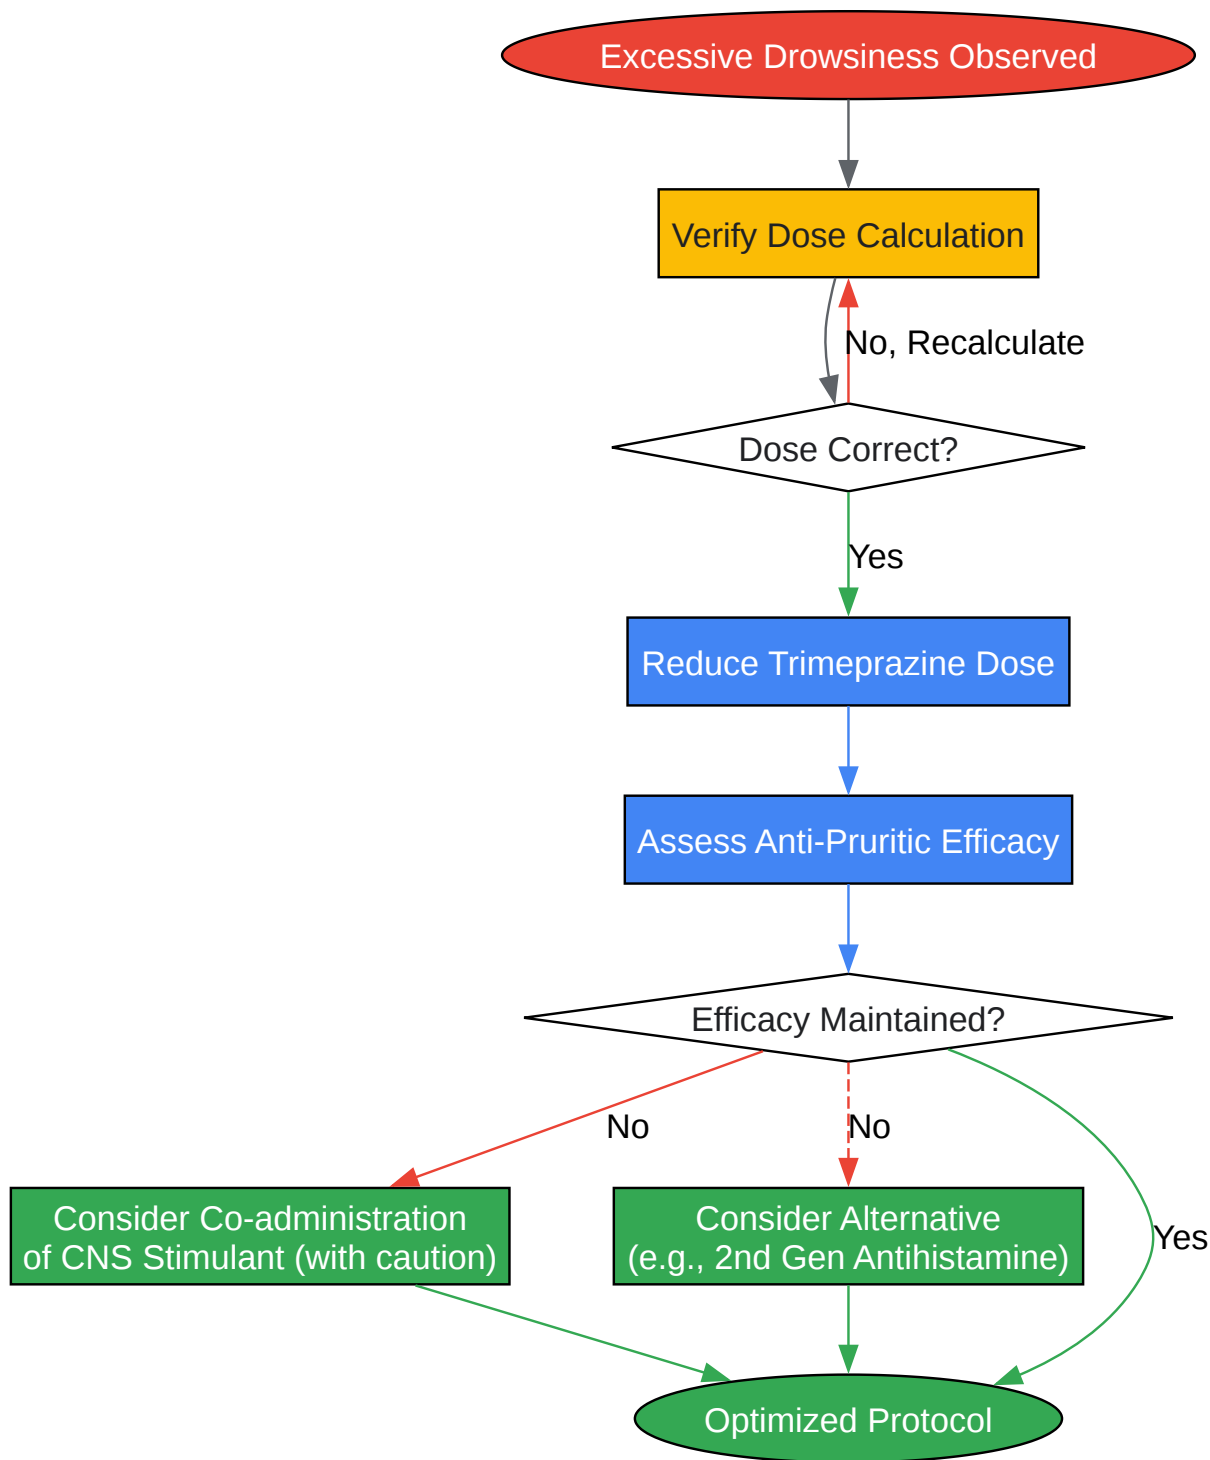 Excessive Drowsiness Observed
Verify Dose Calculation
No, Recalculate
Dose Correct?
Yes
Reduce Trimeprazine Dose
Assess Anti-Pruritic Efficacy
Efficacy Maintained?
No
No
Consider Co-administration
of CNS Stimulant (with caution)
Consider Alternative
(e.g., 2nd Gen Antihistamine)
Yes
Optimized Protocol